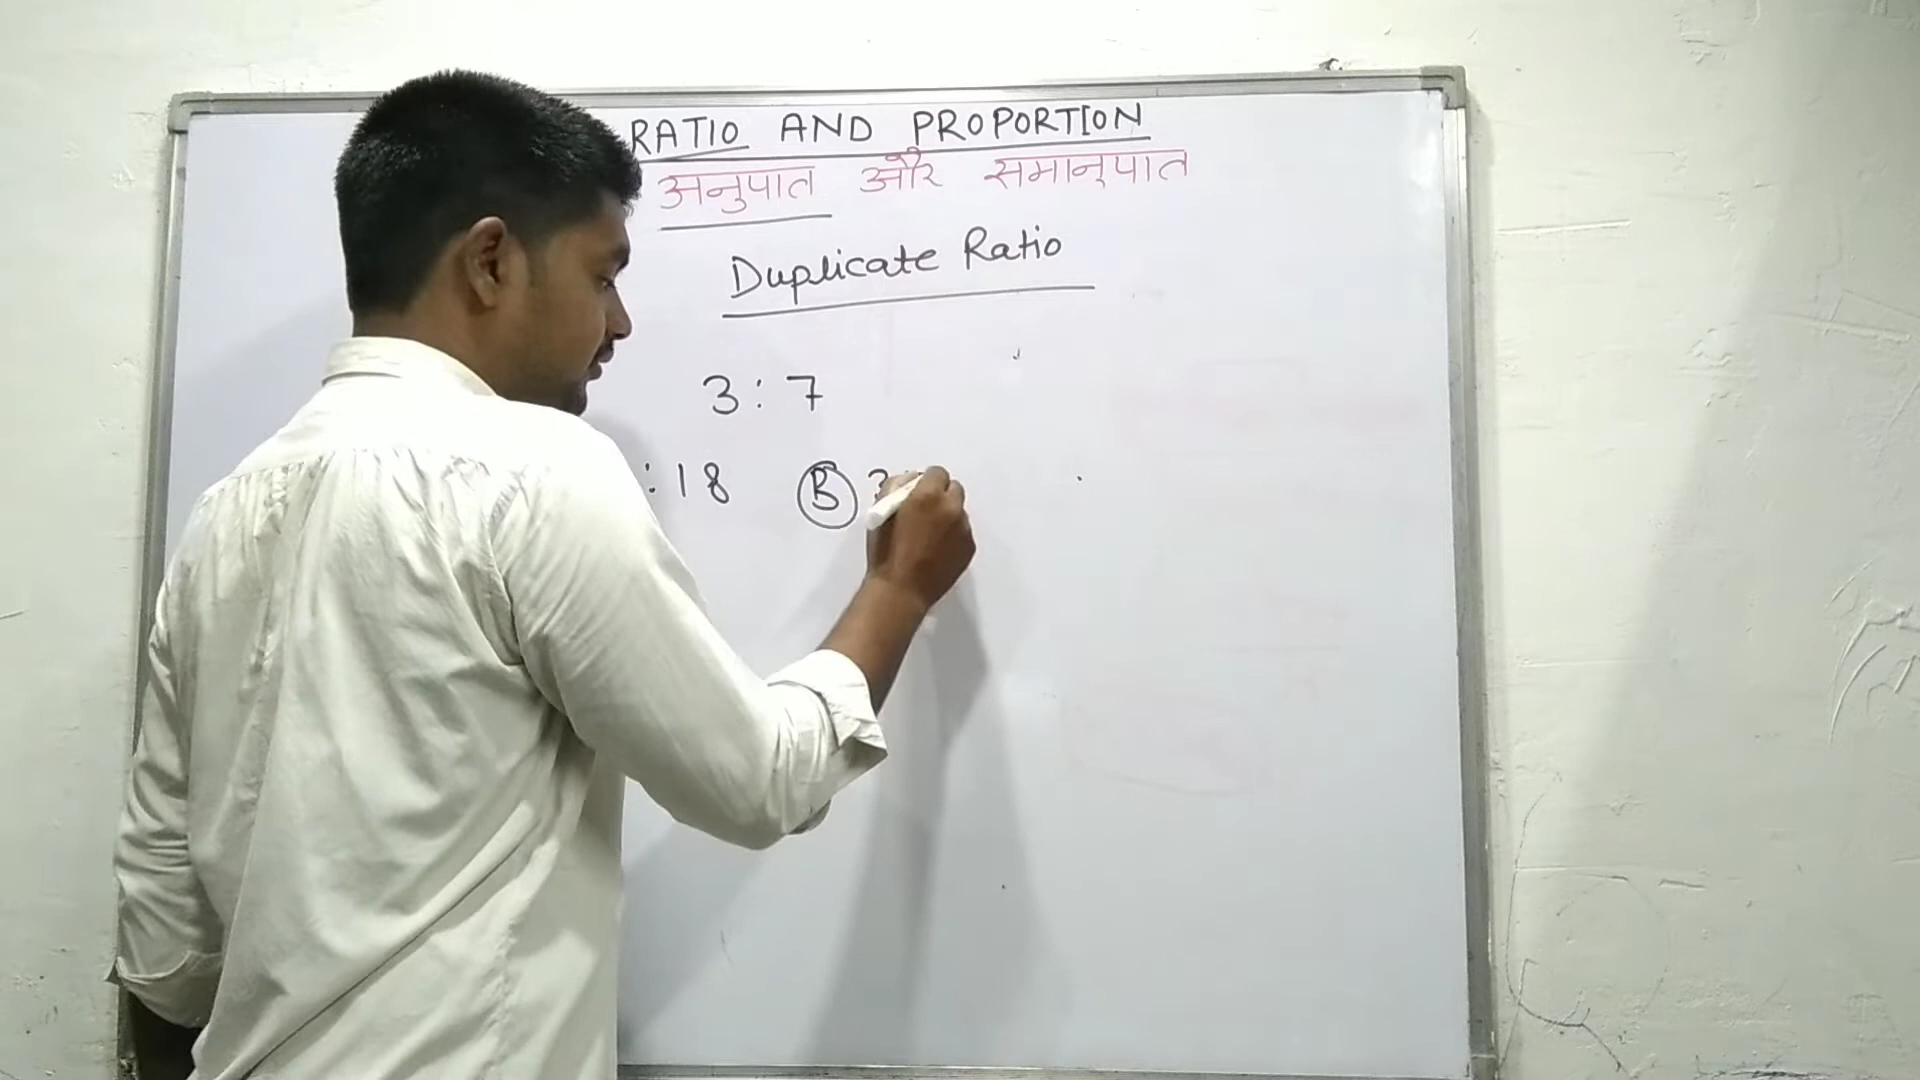 RATIO AND PROPORTION
अनुपात और समानुपात
Duplicate Ratio
3 : 7
: 18 B